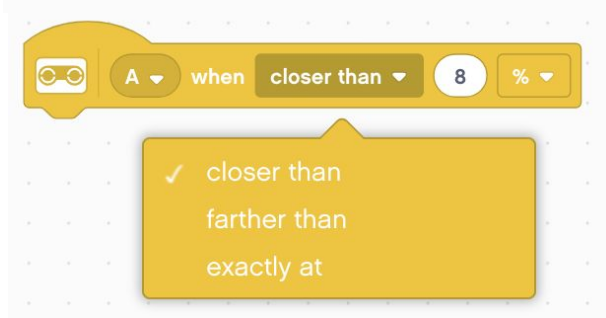 A when closer than 8 %
closer than
farther than
exactly at